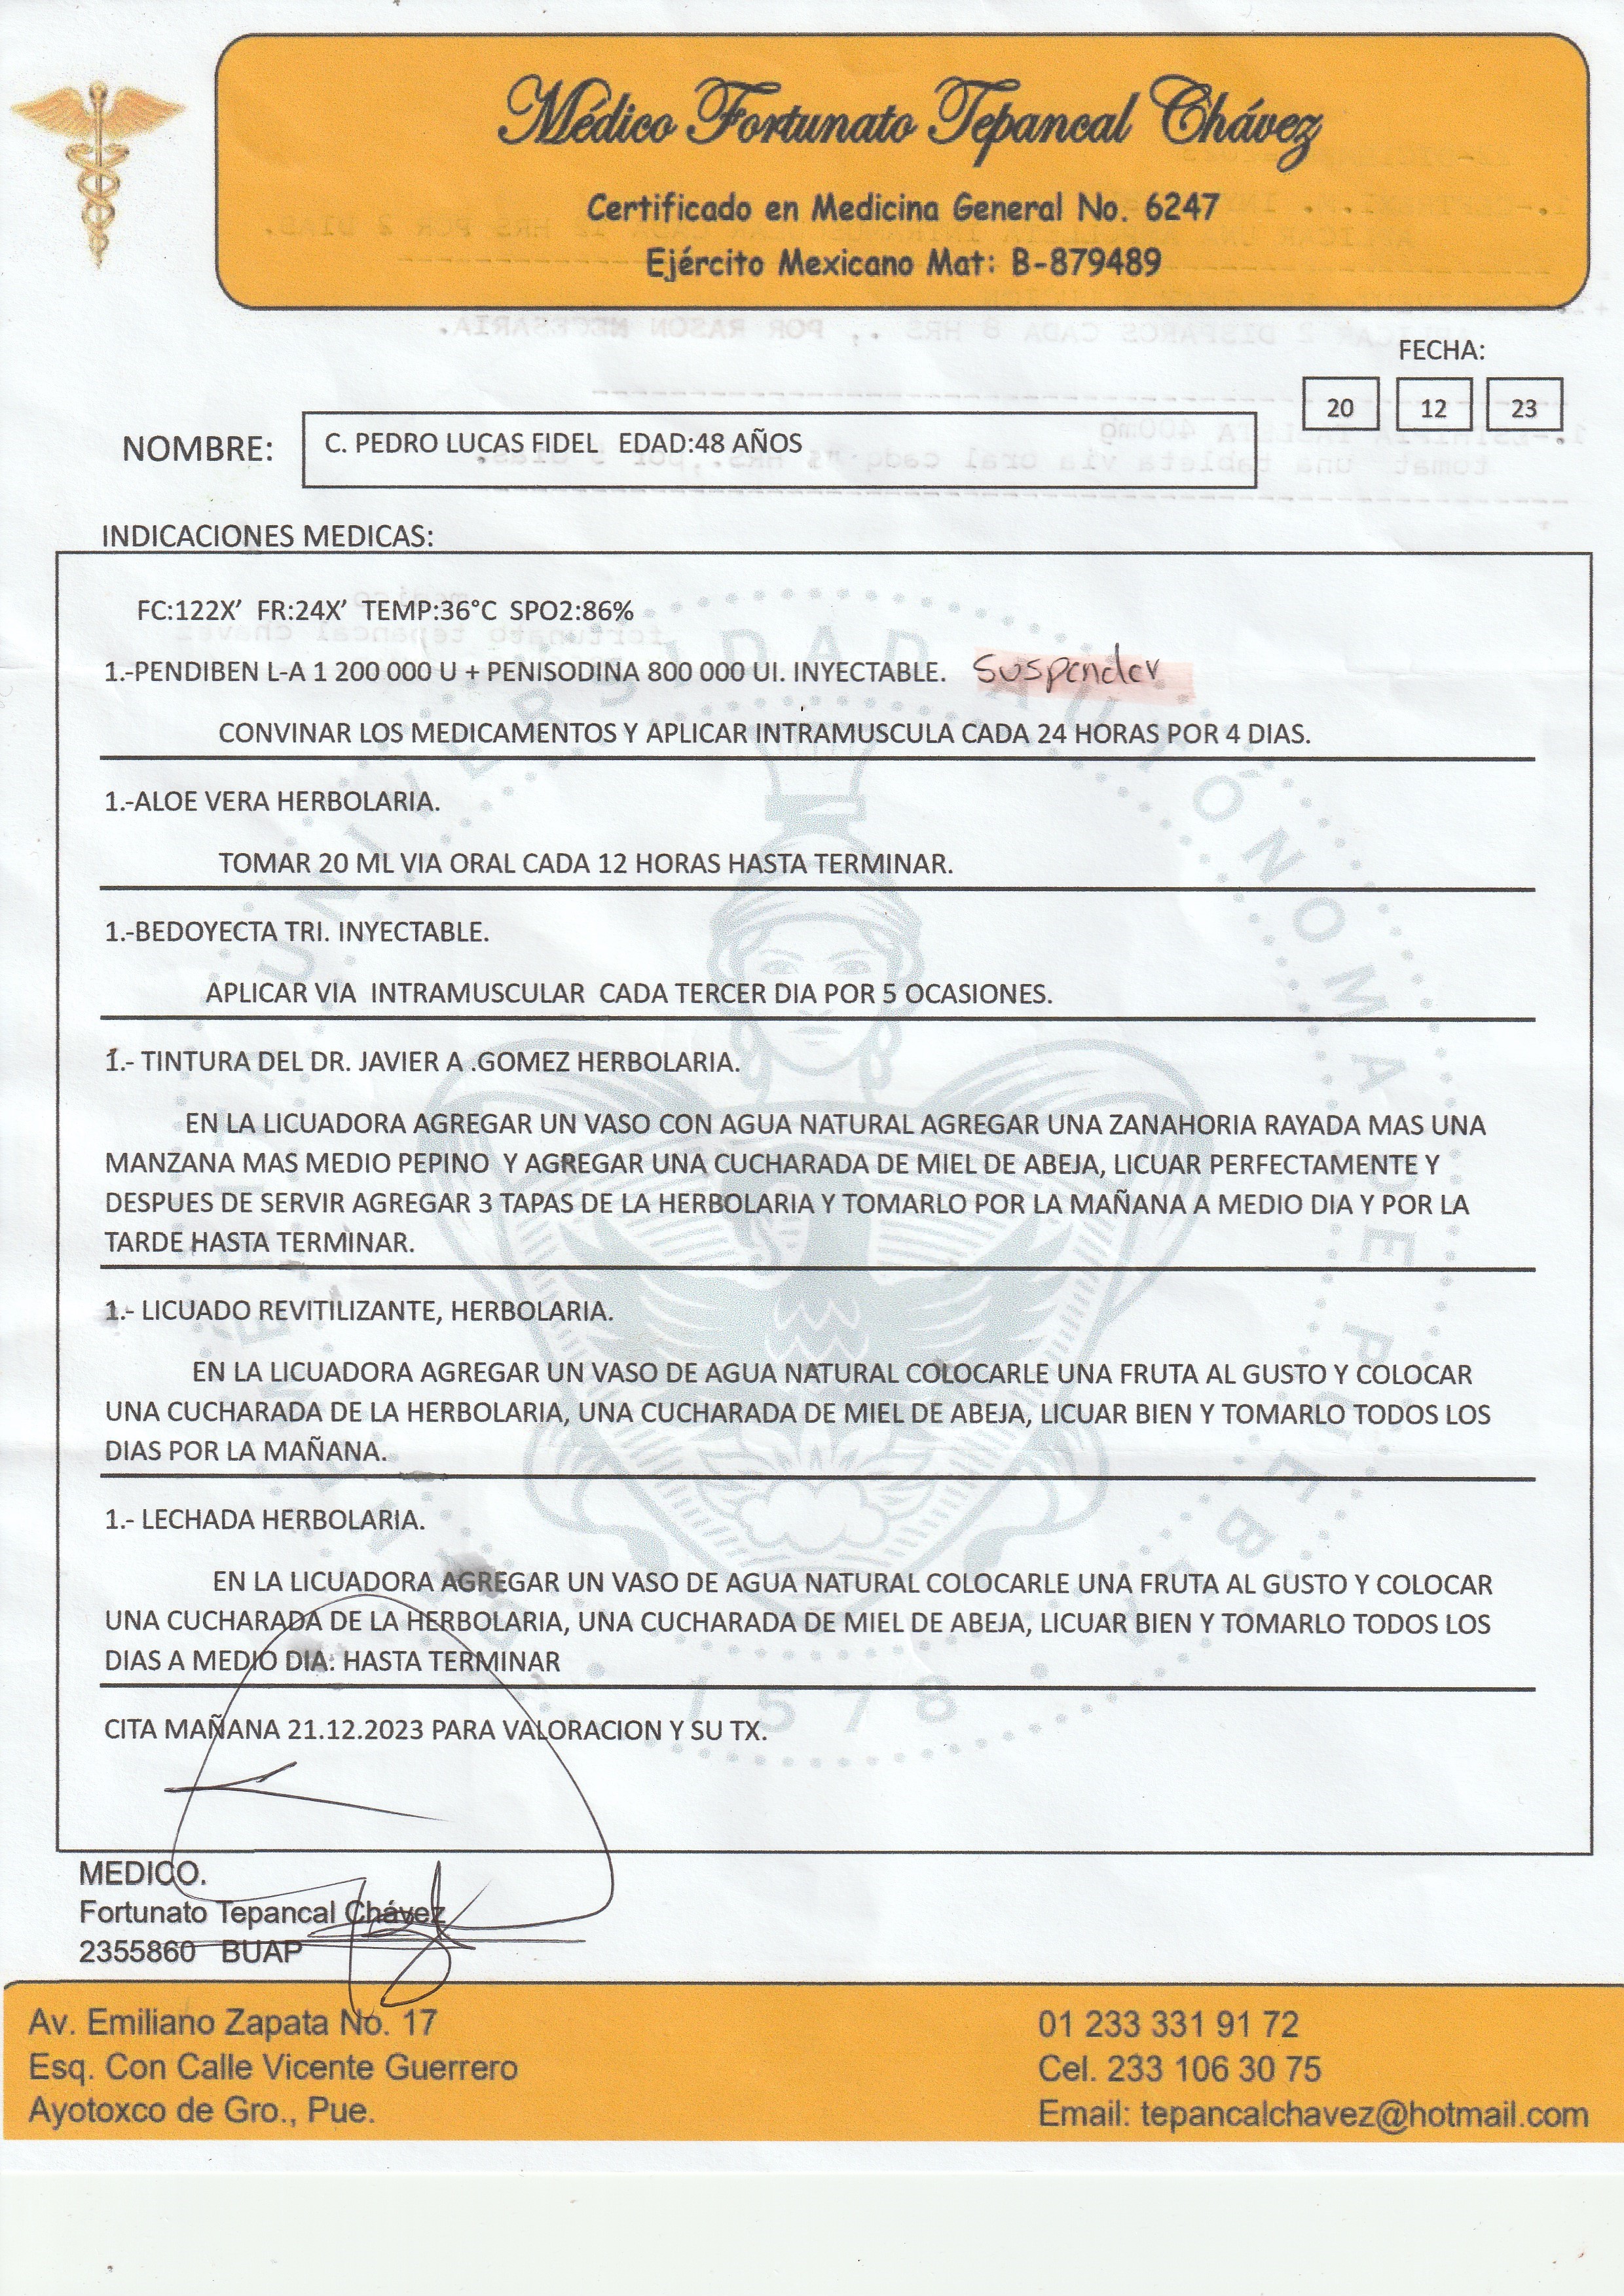 Médico Fortunato Tepancal Chávez
Certificado en Medicina General No. 6247
Ejército Mexicano Mat: B-879489
FECHA:
20 12 23
NOMBRE: C. PEDRO LUCAS FIDEL EDAD:48 AÑOS
INDICACIONES MEDICAS:
FC:122X’ FR:24X’ TEMP:36°C SPO2:86%
1.-PENDIBEN L-A 1 200 000 U + PENISODINA 800 000 UI. INYECTABLE. Suspender
CONVINAR LOS MEDICAMENTOS Y APLICAR INTRAMUSCULA CADA 24 HORAS POR 4 DIAS.
1.-ALOE VERA HERBOLARIA.
TOMAR 20 ML VIA ORAL CADA 12 HORAS HASTA TERMINAR.
1.-BEDOYECTA TRI. INYECTABLE.
APLICAR VIA INTRAMUSCULAR CADA TERCER DIA POR 5 OCASIONES.
1.- TINTURA DEL DR. JAVIER A .GOMEZ HERBOLARIA.
EN LA LICUADORA AGREGAR UN VASO CON AGUA NATURAL AGREGAR UNA ZANAHORIA RAYADA MAS UNA
MANZANA MAS MEDIO PEPINO Y AGREGAR UNA CUCHARADA DE MIEL DE ABEJA, LICUAR PERFECTAMENTE Y
DESPUES DE SERVIR AGREGAR 3 TAPAS DE LA HERBOLARIA Y TOMARLO POR LA MAÑANA A MEDIO DIA Y POR LA
TARDE HASTA TERMINAR.
1.- LICUADO REVITILIZANTE, HERBOLARIA.
EN LA LICUADORA AGREGAR UN VASO DE AGUA NATURAL COLOCARLE UNA FRUTA AL GUSTO Y COLOCAR
UNA CUCHARADA DE LA HERBOLARIA, UNA CUCHARADA DE MIEL DE ABEJA, LICUAR BIEN Y TOMARLO TODOS LOS
DIAS POR LA MAÑANA.
1.- LECHADA HERBOLARIA.
EN LA LICUADORA AGREGAR UN VASO DE AGUA NATURAL COLOCARLE UNA FRUTA AL GUSTO Y COLOCAR
UNA CUCHARADA DE LA HERBOLARIA, UNA CUCHARADA DE MIEL DE ABEJA, LICUAR BIEN Y TOMARLO TODOS LOS
DIAS A MEDIO DIA: HASTA TERMINAR
CITA MAÑANA 21.12.2023 PARA VALORACION Y SU TX.
MEDICO.
Fortunato Tepancal Chávez
2355860 BUAP
Av. Emiliano Zapata No. 17
Esq. Con Calle Vicente Guerrero
Ayotoxco de Gro., Pue.
01 233 331 91 72
Cel. 233 106 30 75
Email: tepancalchavez@hotmail.com